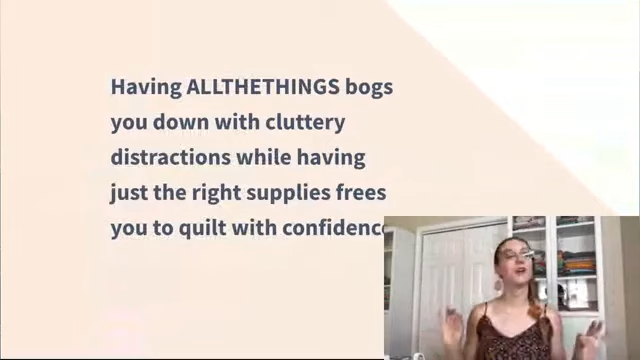 Having ALLTHETHINGS bogs
you down with cluttery
distractions while having
just the right supplies frees
you to quilt with confidenc